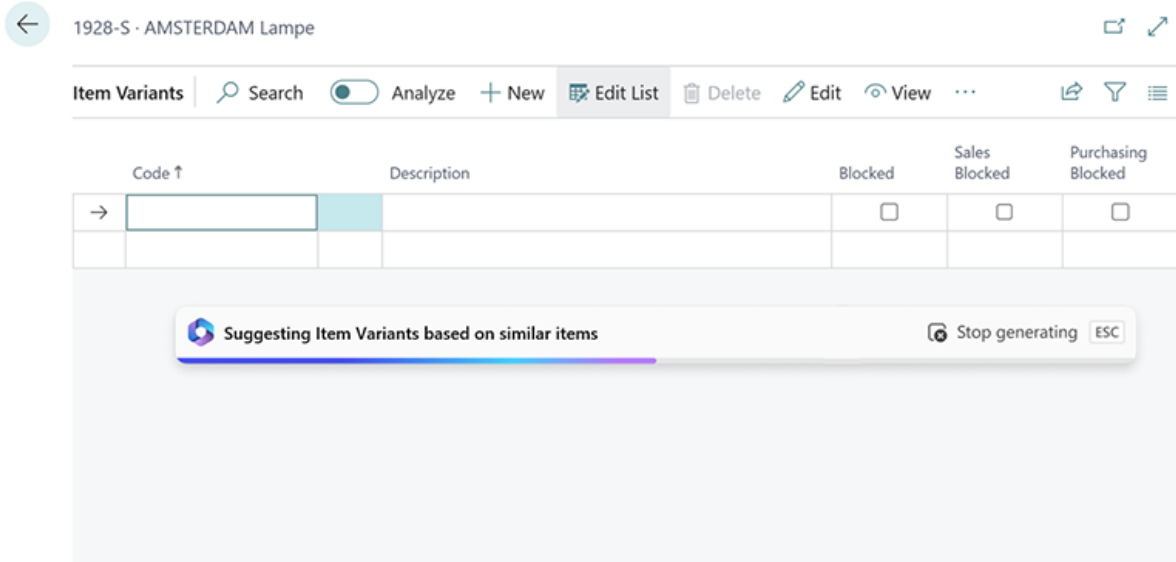 1928-S · AMSTERDAM Lampe
Item Variants Search Analyze New Edit List Delete Edit View ···
Code ↑ Description Blocked Sales Blocked Purchasing Blocked
Suggesting Item Variants based on similar items Stop generating ESC